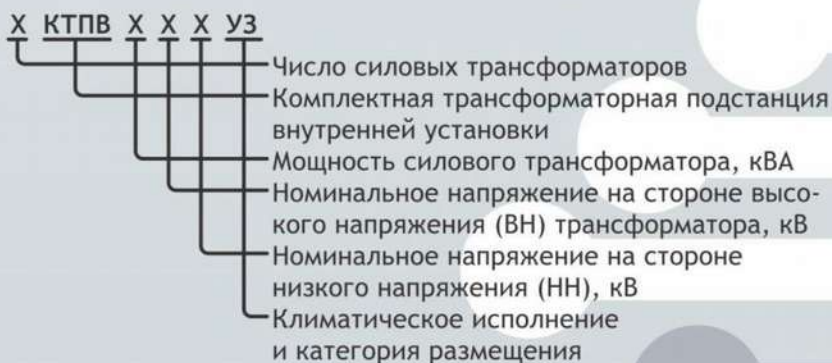 Х КТПВ Х Х Х УЗ
Число силовых трансформаторов
Комплектная трансформаторная подстанция
внутренней установки
Мощность силового трансформатора, кВА
Номинальное напряжение на стороне высо-
кого напряжения (ВН) трансформатора, кВ
Номинальное напряжение на стороне
низкого напряжения (НН), кВ
Климатическое исполнение
и категория размещения